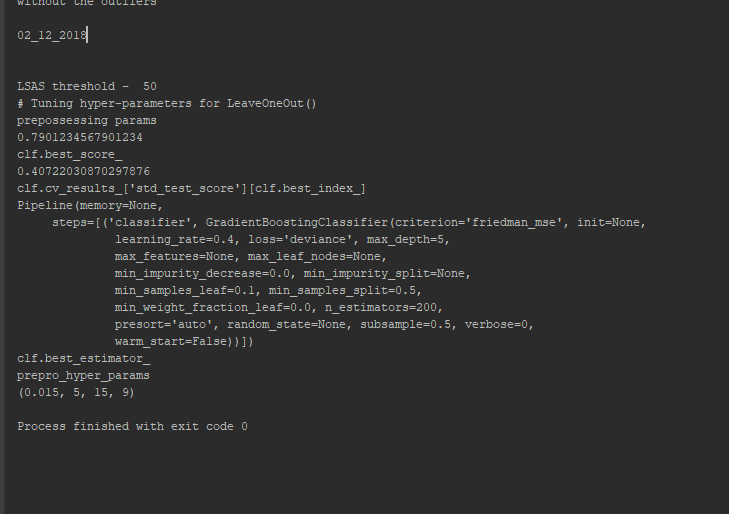 without the outliers
02_12_2018
LSAS threshold -  50
# Tuning hyper-parameters for LeaveOneOut()
prepossessing params
0.7901234567901234
clf.best_score_
0.40722030870297876
clf.cv_results_['std_test_score'][clf.best_index_]
Pipeline(memory=None,
     steps=[('classifier', GradientBoostingClassifier(criterion='friedman_mse', init=None,
              learning_rate=0.4, loss='deviance', max_depth=5,
              max_features=None, max_leaf_nodes=None,
              min_impurity_decrease=0.0, min_impurity_split=None,
              min_samples_leaf=0.1, min_samples_split=0.5,
              min_weight_fraction_leaf=0.0, n_estimators=200,
              presort='auto', random_state=None, subsample=0.5, verbose=0,
              warm_start=False))])
clf.best_estimator_
prepro_hyper_params
(0.015, 5, 15, 9)
Process finished with exit code 0